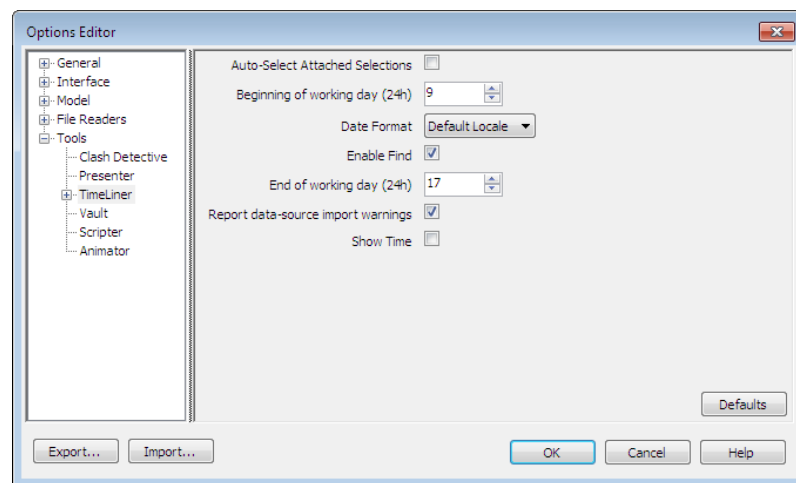 Options Editor
General
Interface
Model
File Readers
Tools
Clash Detective
Presenter
TimeLiner
Vault
Scripter
Animator
Auto-Select Attached Selections
Beginning of working day (24h) 9
Date Format Default Locale
Enable Find
End of working day (24h) 17
Report data-source import warnings
Show Time
Defaults
Export... Import... OK Cancel Help